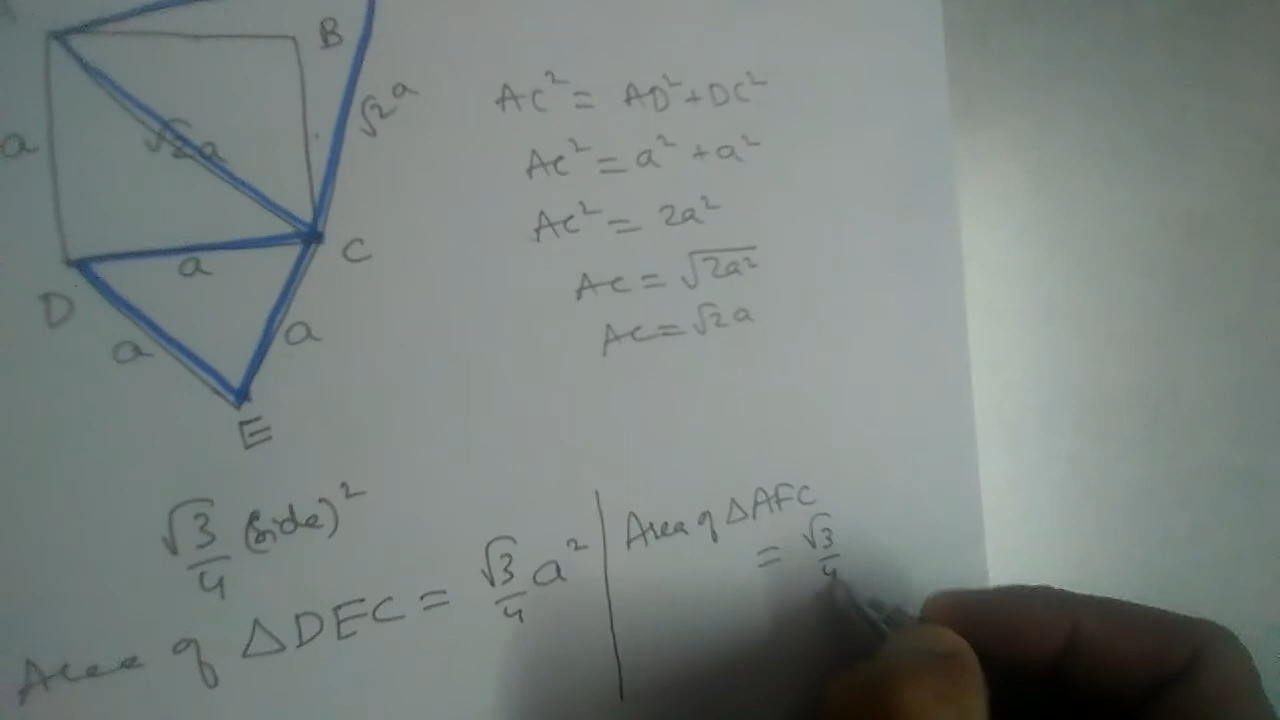 B
a
√2a
√2a
C
a
D
a
a
E
AC² = AD² + DC²
AC² = a² + a²
AC² = 2a²
AC = √2a²
AC = √2a
√3/4 (side)²
Area of ΔDEC = √3/4 a²
Area of ΔAFC
= √3/4